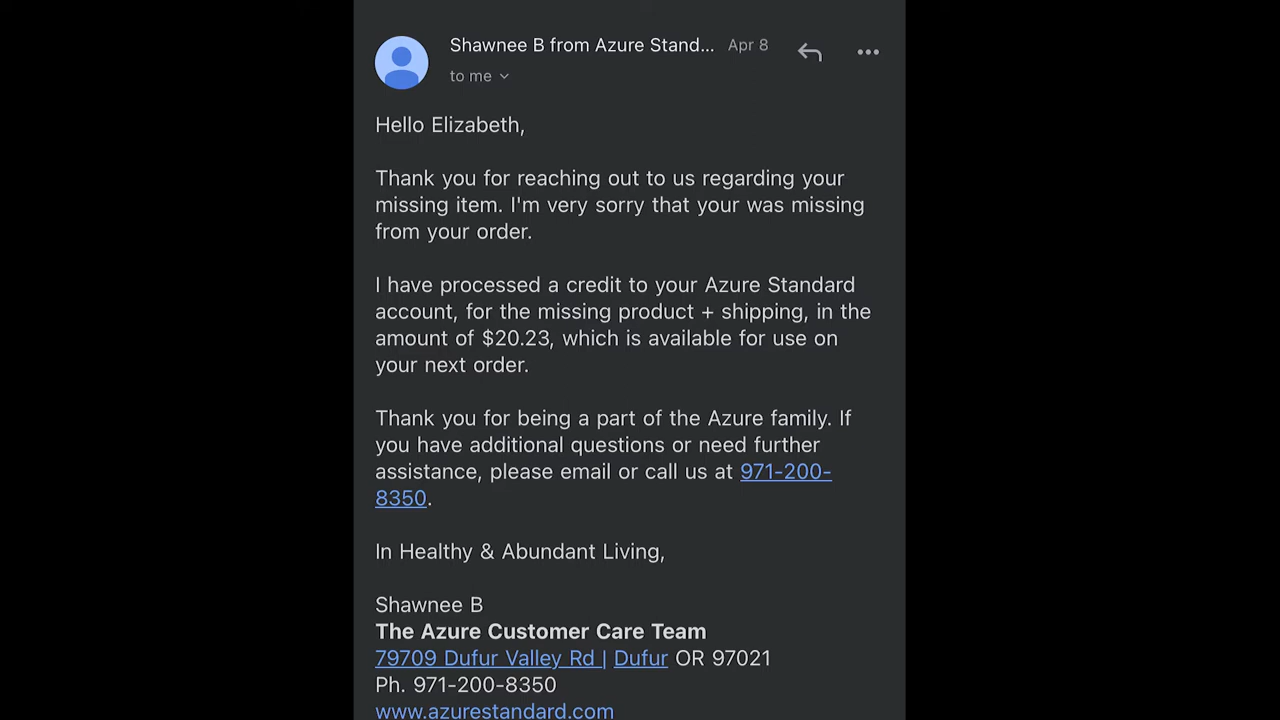 Shawnee B from Azure Stand... Apr 8
to me
Hello Elizabeth,
Thank you for reaching out to us regarding your
missing item. I'm very sorry that your was missing
from your order.
I have processed a credit to your Azure Standard
account, for the missing product + shipping, in the
amount of $20.23, which is available for use on
your next order.
Thank you for being a part of the Azure family. If
you have additional questions or need further
assistance, please email or call us at 971-200-
8350.
In Healthy & Abundant Living,
Shawnee B
The Azure Customer Care Team
79709 Dufur Valley Rd | Dufur OR 97021
Ph. 971-200-8350
www.azurestandard.com